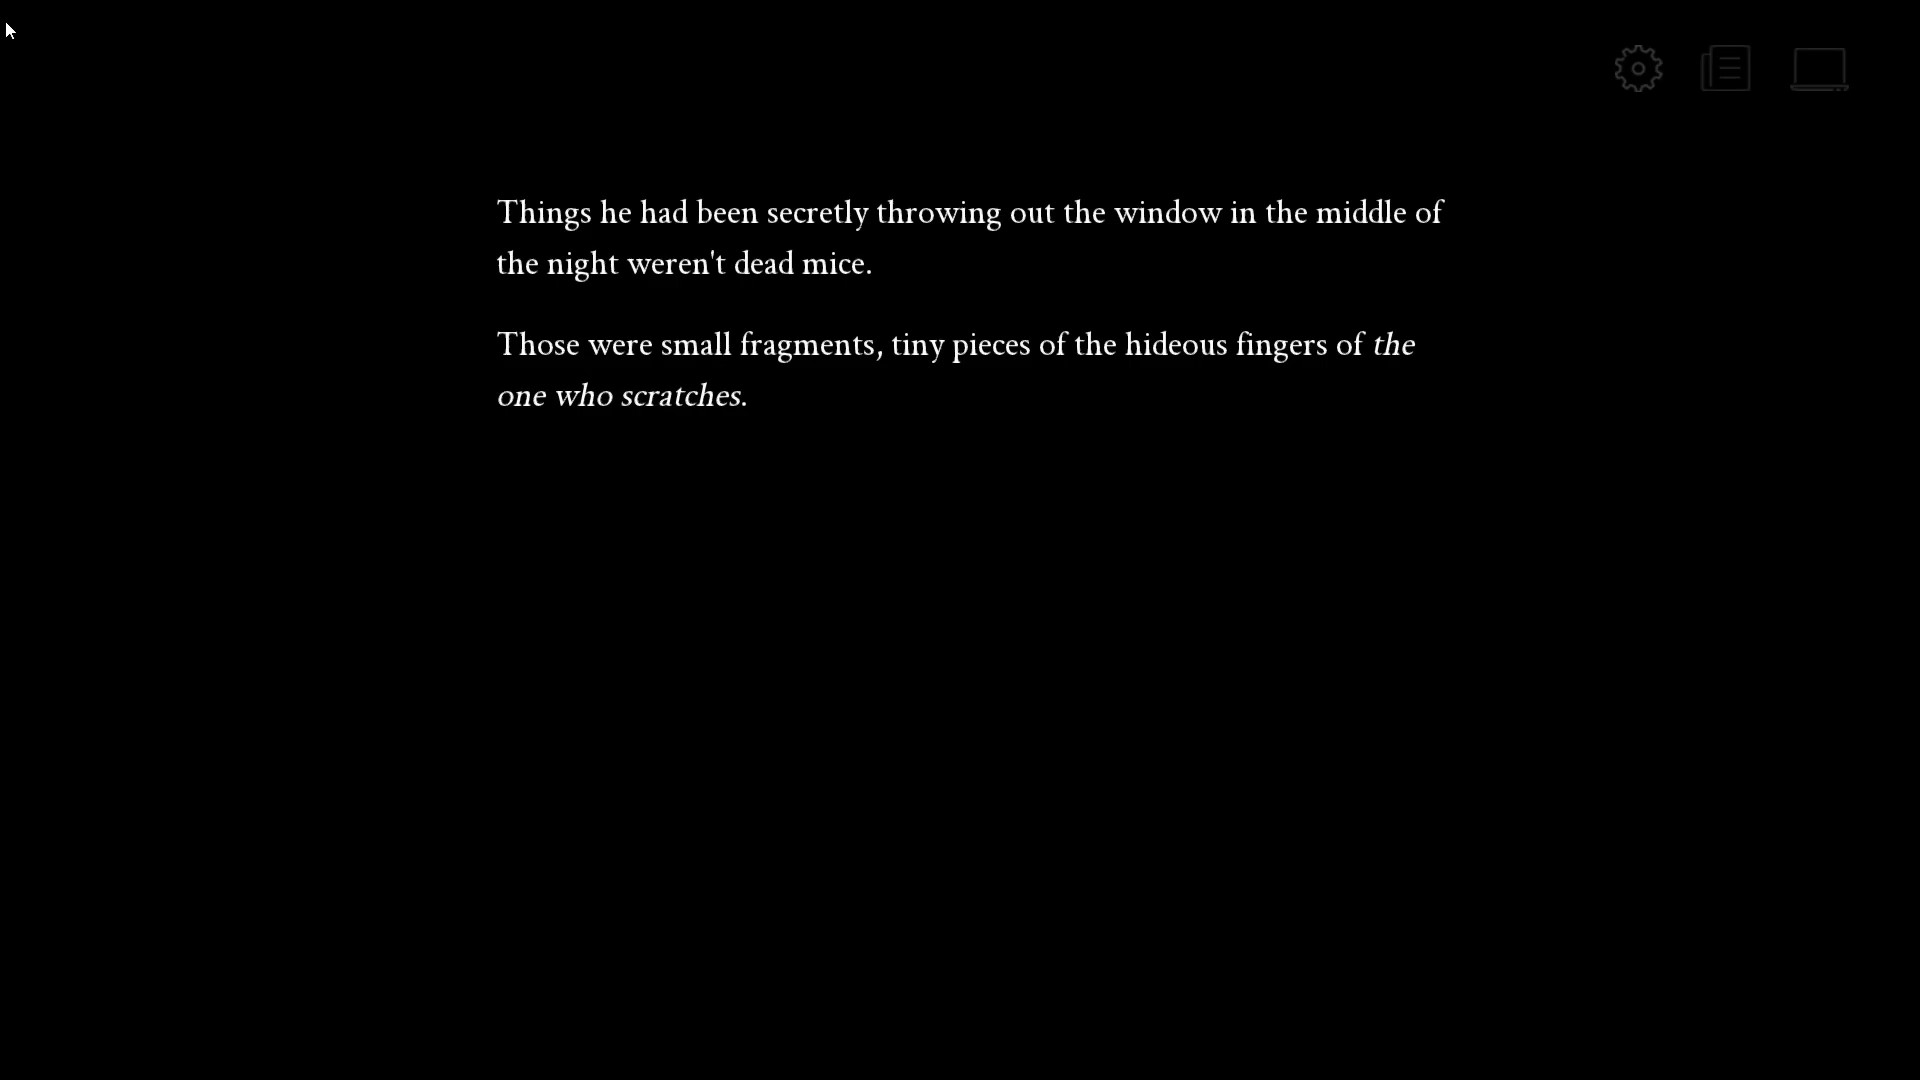 Things he had been secretly throwing out the window in the middle of
the night weren't dead mice.
Those were small fragments, tiny pieces of the hideous fingers of the
one who scratches.